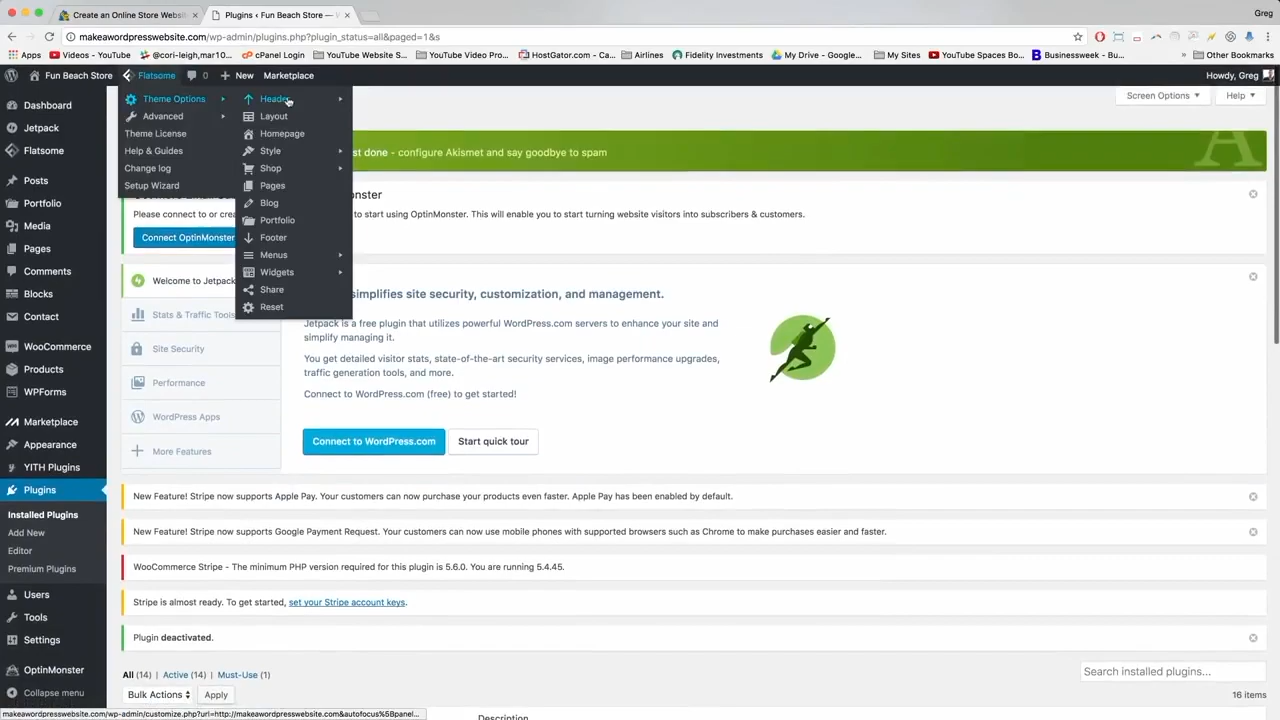 Create an Online Store Websit
Plugins ‹ Fun Beach Store — W
Greg
makeawordpresswebsite.com/wp-admin/plugins.php?plugin_status=all&paged=1&s
Apps
Videos - YouTube
@cori-leigh,mar10...
cPanel Login
YouTube Website S...
YouTube Video Pro...
HostGator.com - Ca...
Airlines
Fidelity Investments
My Drive - Google...
My Sites
YouTube Spaces Bo...
Businessweek - Bu...
Other Bookmarks
Fun Beach Store
Flatsome
0
New
Marketplace
Howdy, Greg
Dashboard
Jetpack
Flatsome
Posts
Portfolio
Media
Pages
Comments
Blocks
Contact
WooCommerce
Products
WPForms
Marketplace
Appearance
YITH Plugins
Plugins
Installed Plugins
Add New
Editor
Premium Plugins
Users
Tools
Settings
OptinMonster
Collapse menu
Theme Options
Advanced
Theme License
Help & Guides
Change log
Setup Wizard
Header
Layout
Homepage
Style
Shop
Pages
Blog
Portfolio
Footer
Menus
Widgets
Share
Reset
Screen Options
Help
st done - configure Akismet and say goodbye to spam
onster
Please connect to or crea
to start using OptinMonster. This will enable you to start turning website visitors into subscribers & customers.
Connect OptinMonster
Welcome to Jetpack
Stats & Traffic Tools
Site Security
Performance
WordPress Apps
More Features
simplifies site security, customization, and management.
Jetpack is a free plugin that utilizes powerful WordPress.com servers to enhance your site and
simplify managing it.
You get detailed visitor stats, state-of-the-art security services, image performance upgrades,
traffic generation tools, and more.
Connect to WordPress.com (free) to get started!
Connect to WordPress.com
Start quick tour
New Feature! Stripe now supports Apple Pay. Your customers can now purchase your products even faster. Apple Pay has been enabled by default.
New Feature! Stripe now supports Google Payment Request. Your customers can now use mobile phones with supported browsers such as Chrome to make purchases easier and faster.
WooCommerce Stripe - The minimum PHP version required for this plugin is 5.6.0. You are running 5.4.45.
Stripe is almost ready. To get started, set your Stripe account keys.
Plugin deactivated.
All (14) | Active (14) | Must-Use (1)
Search installed plugins...
Bulk Actions
Apply
16 items
Description
makeawordpresswebsite.com/wp-admin/customize.php?url=http://makeawordpresswebsite.com&autofocus%5Bpanel...